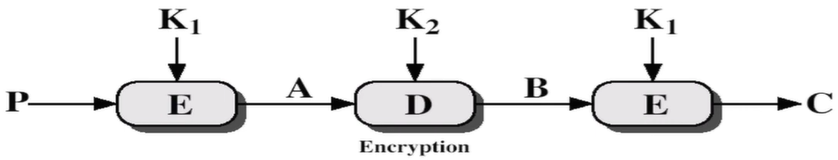 K1 K2 K1
P E A D B E C
Encryption